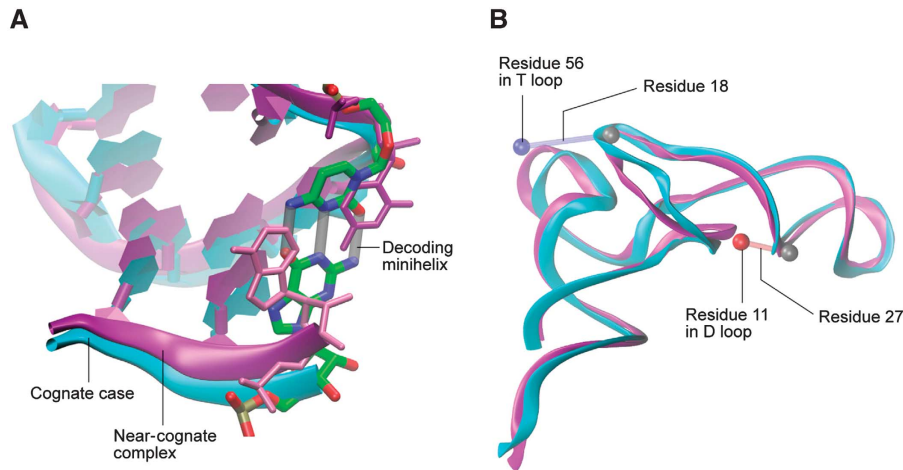 A
Decoding
minihelix
Cognate case
Near-cognate
complex
B
Residue 56
in T loop
Residue 18
Residue 11
in D loop
Residue 27